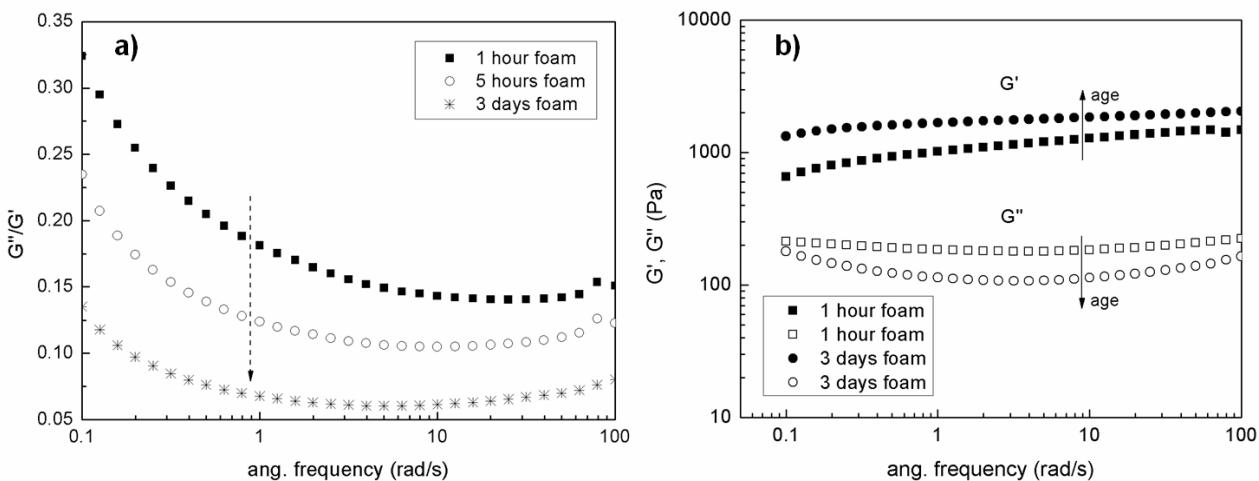 a)
0.35
0.30
0.25
0.20
0.15
0.10
0.05
G''/G'
1 hour foam
5 hours foam
3 days foam
0.1
1
10
100
ang. frequency (rad/s)
b)
10000
1000
100
10
G', G'' (Pa)
G'
age
G''
age
1 hour foam
1 hour foam
3 days foam
3 days foam
0.1
1
10
100
ang. frequency (rad/s)